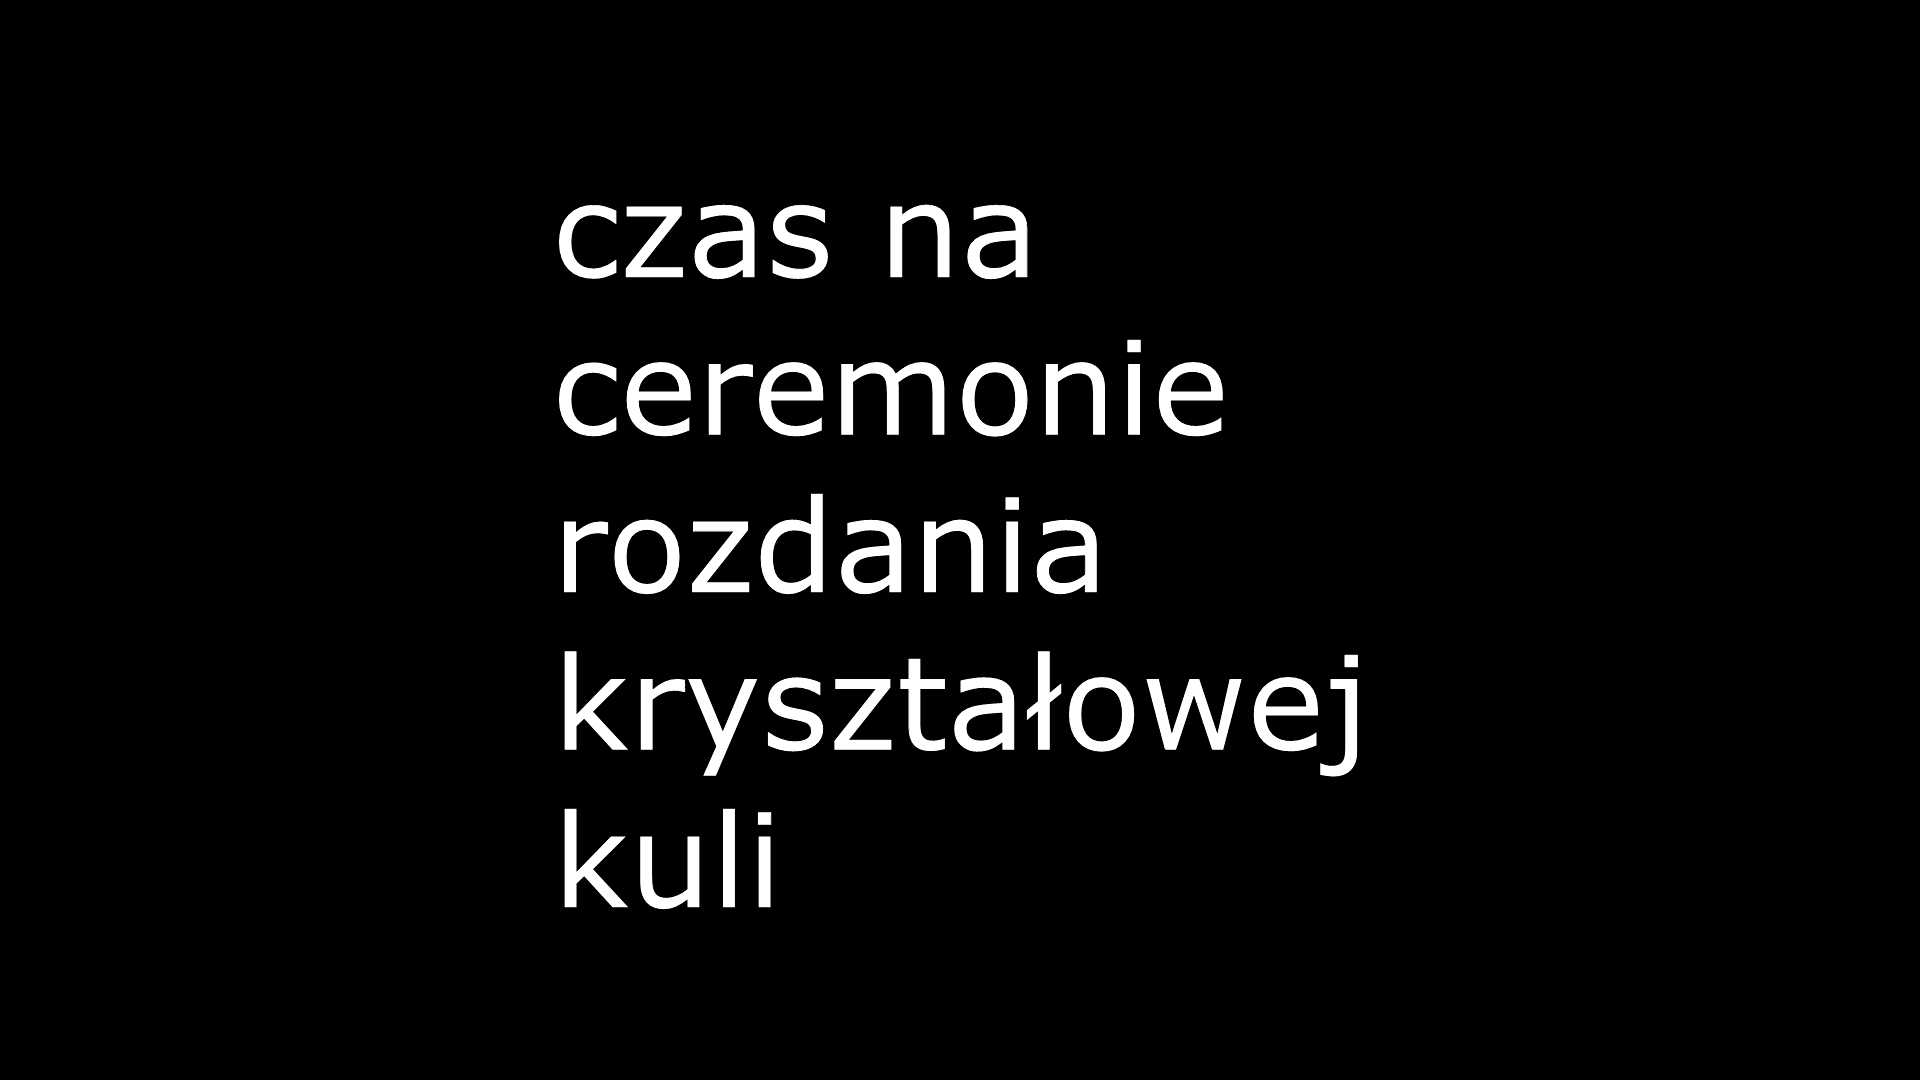 czas na
ceremonie
rozdania
kryształowej
kuli